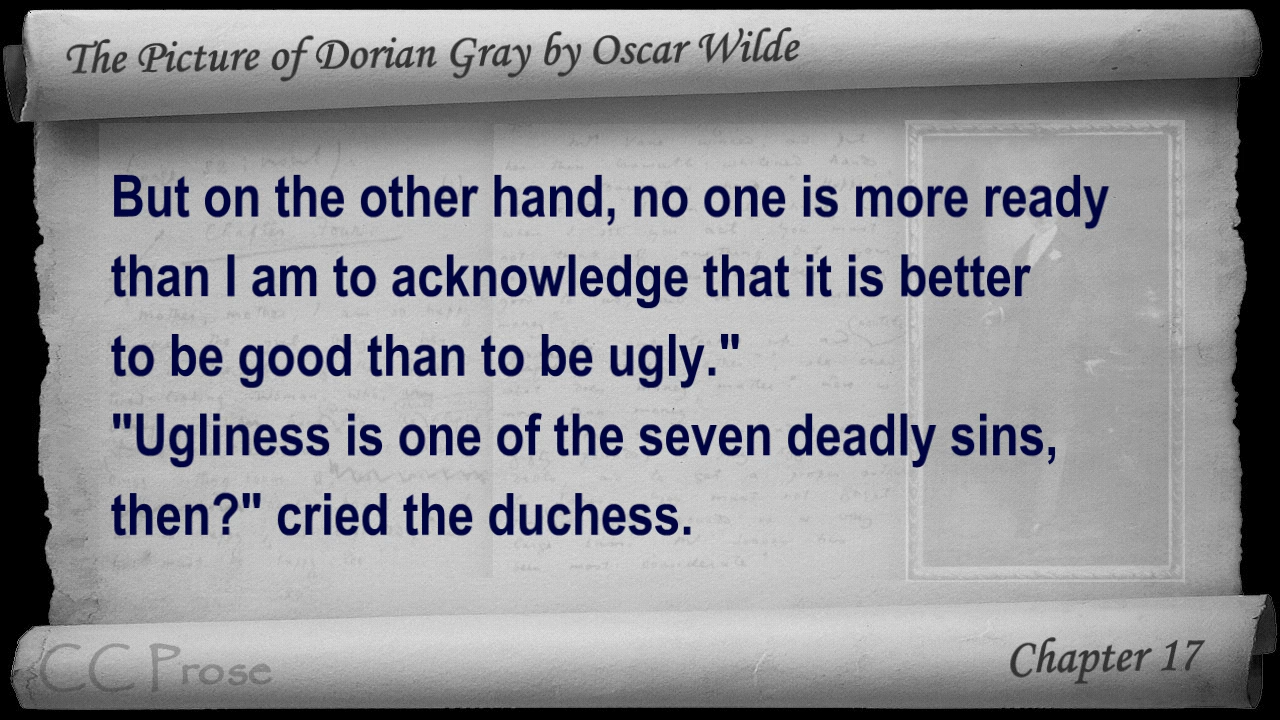 The Picture of Dorian Gray by Oscar Wilde
But on the other hand, no one is more ready
than I am to acknowledge that it is better
to be good than to be ugly."
"Ugliness is one of the seven deadly sins,
then?" cried the duchess.
CC Prose
Chapter 17